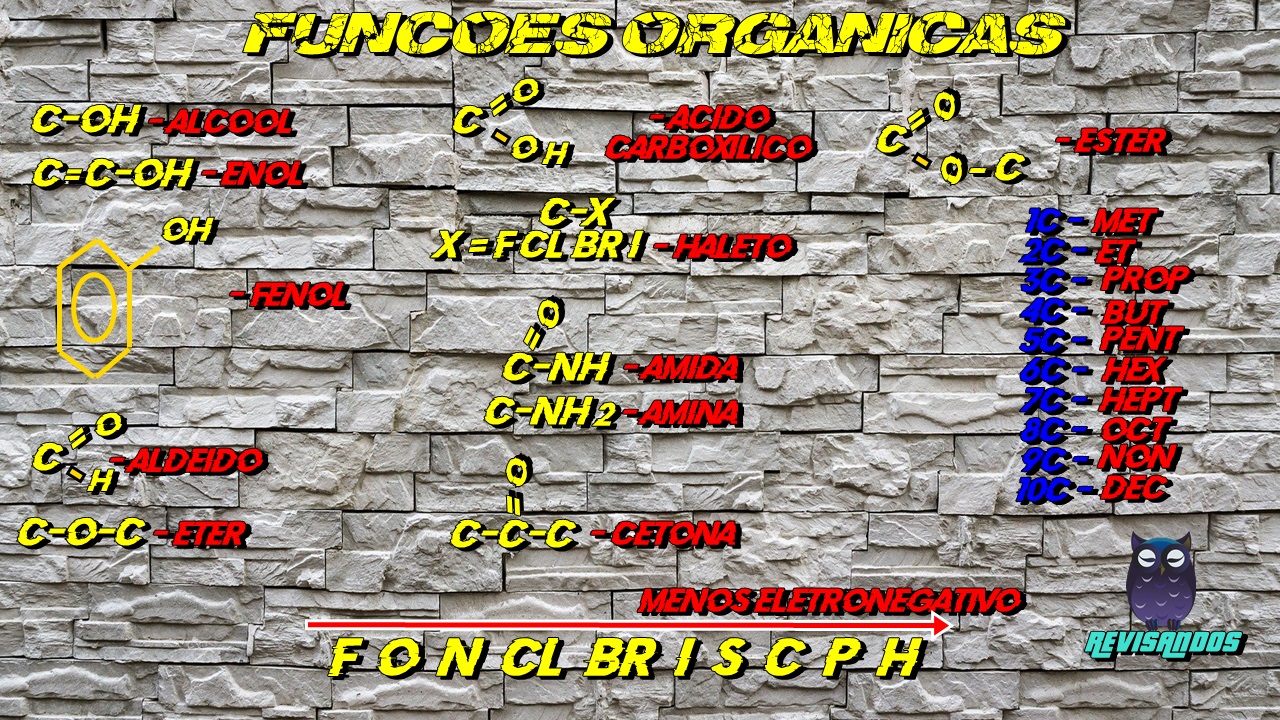 FUNCOES ORGANICAS
C-OH - ALCOOL
C=C-OH - ENOL
OH
- FENOL
C=O
-H - ALDEIDO
C-O-C - ETER
C=O
-OH - ACIDO
CARBOXILICO
C-X
X = F CL BR I - HALETO
O
=
C-NH - AMIDA
C-NH2 - AMINA
O
=
C-C-C - CETONA
C=O
-O-C - ESTER
1C - MET
2C - ET
3C - PROP
4C - BUT
5C - PENT
6C - HEX
7C - HEPT
8C - OCT
9C - NON
10C - DEC
MENOS ELETRONEGATIVO
F O N CL BR I S C P H
REVISANDOS